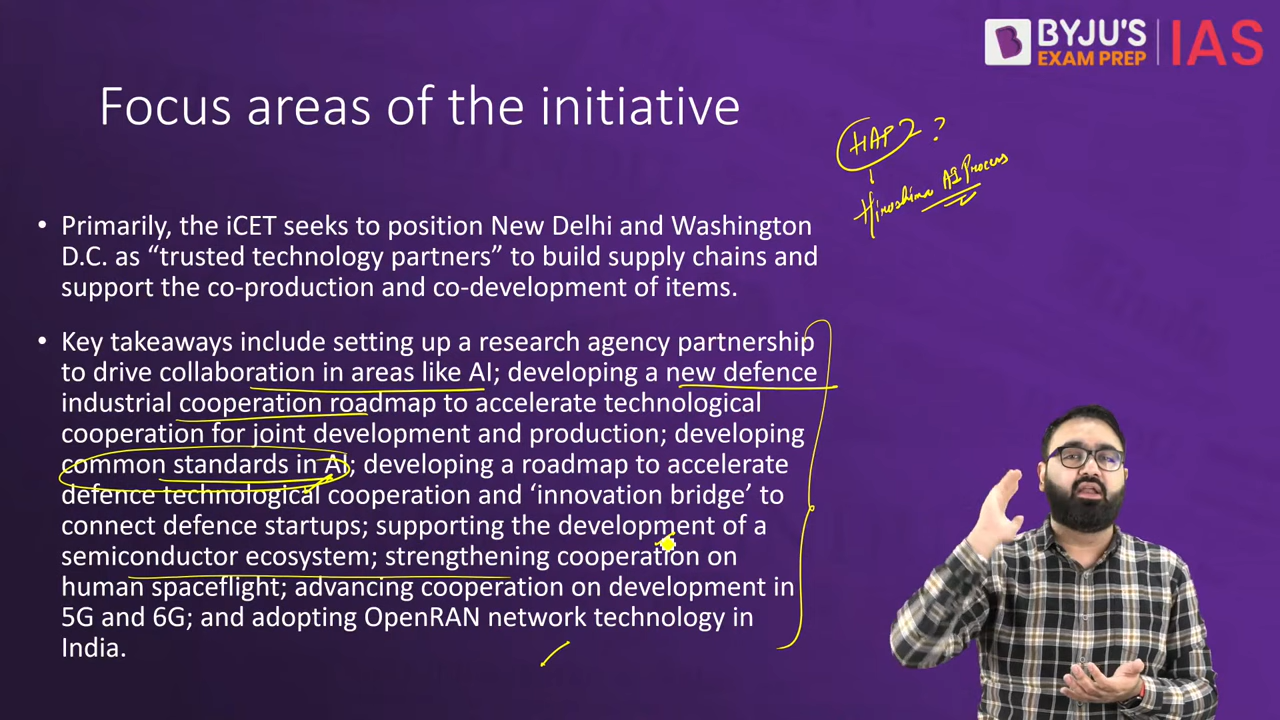 BYJU'S
EXAM PREP
IAS
Focus areas of the initiative
HAP ?
Hiroshima AI Process
• Primarily, the iCET seeks to position New Delhi and Washington
D.C. as “trusted technology partners” to build supply chains and
support the co-production and co-development of items.
• Key takeaways include setting up a research agency partnership
to drive collaboration in areas like AI; developing a new defence
industrial cooperation roadmap to accelerate technological
cooperation for joint development and production; developing
common standards in AI; developing a roadmap to accelerate
defence technological cooperation and ‘innovation bridge’ to
connect defence startups; supporting the development of a
semiconductor ecosystem; strengthening cooperation on
human spaceflight; advancing cooperation on development in
5G and 6G; and adopting OpenRAN network technology in
India.